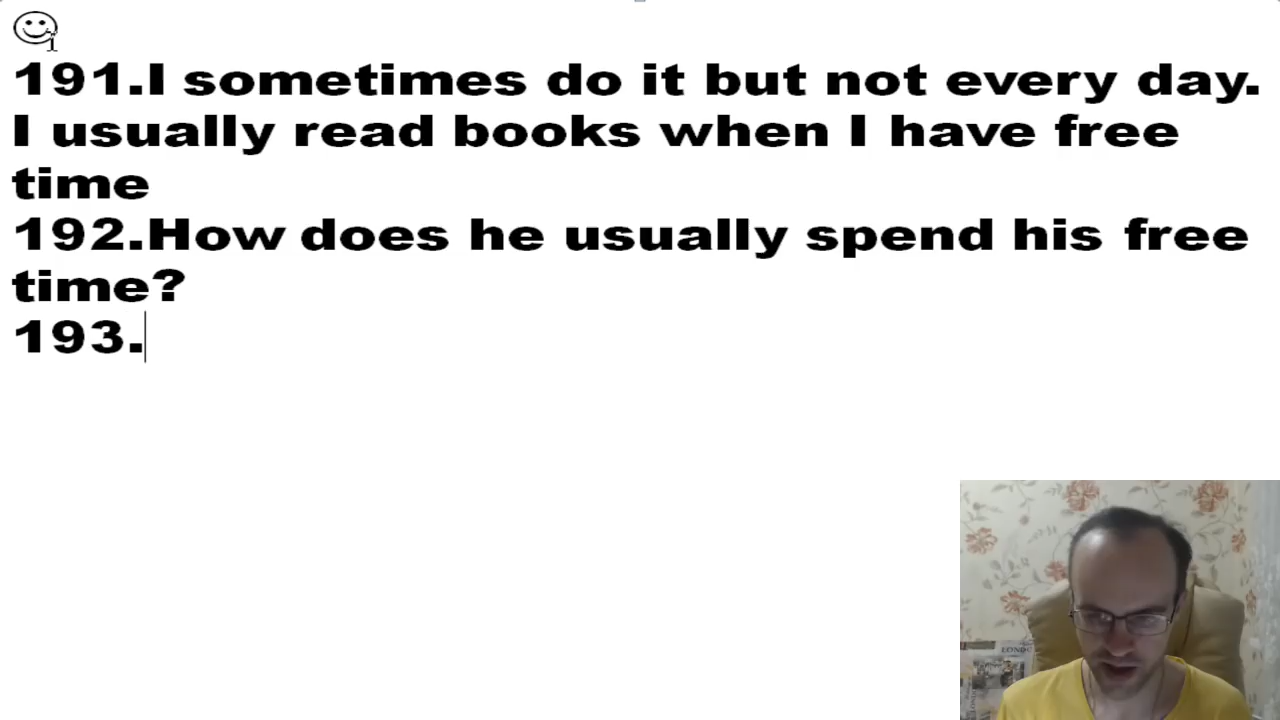 191.I sometimes do it but not every day.
I usually read books when I have free
time
192.How does he usually spend his free
time?
193.